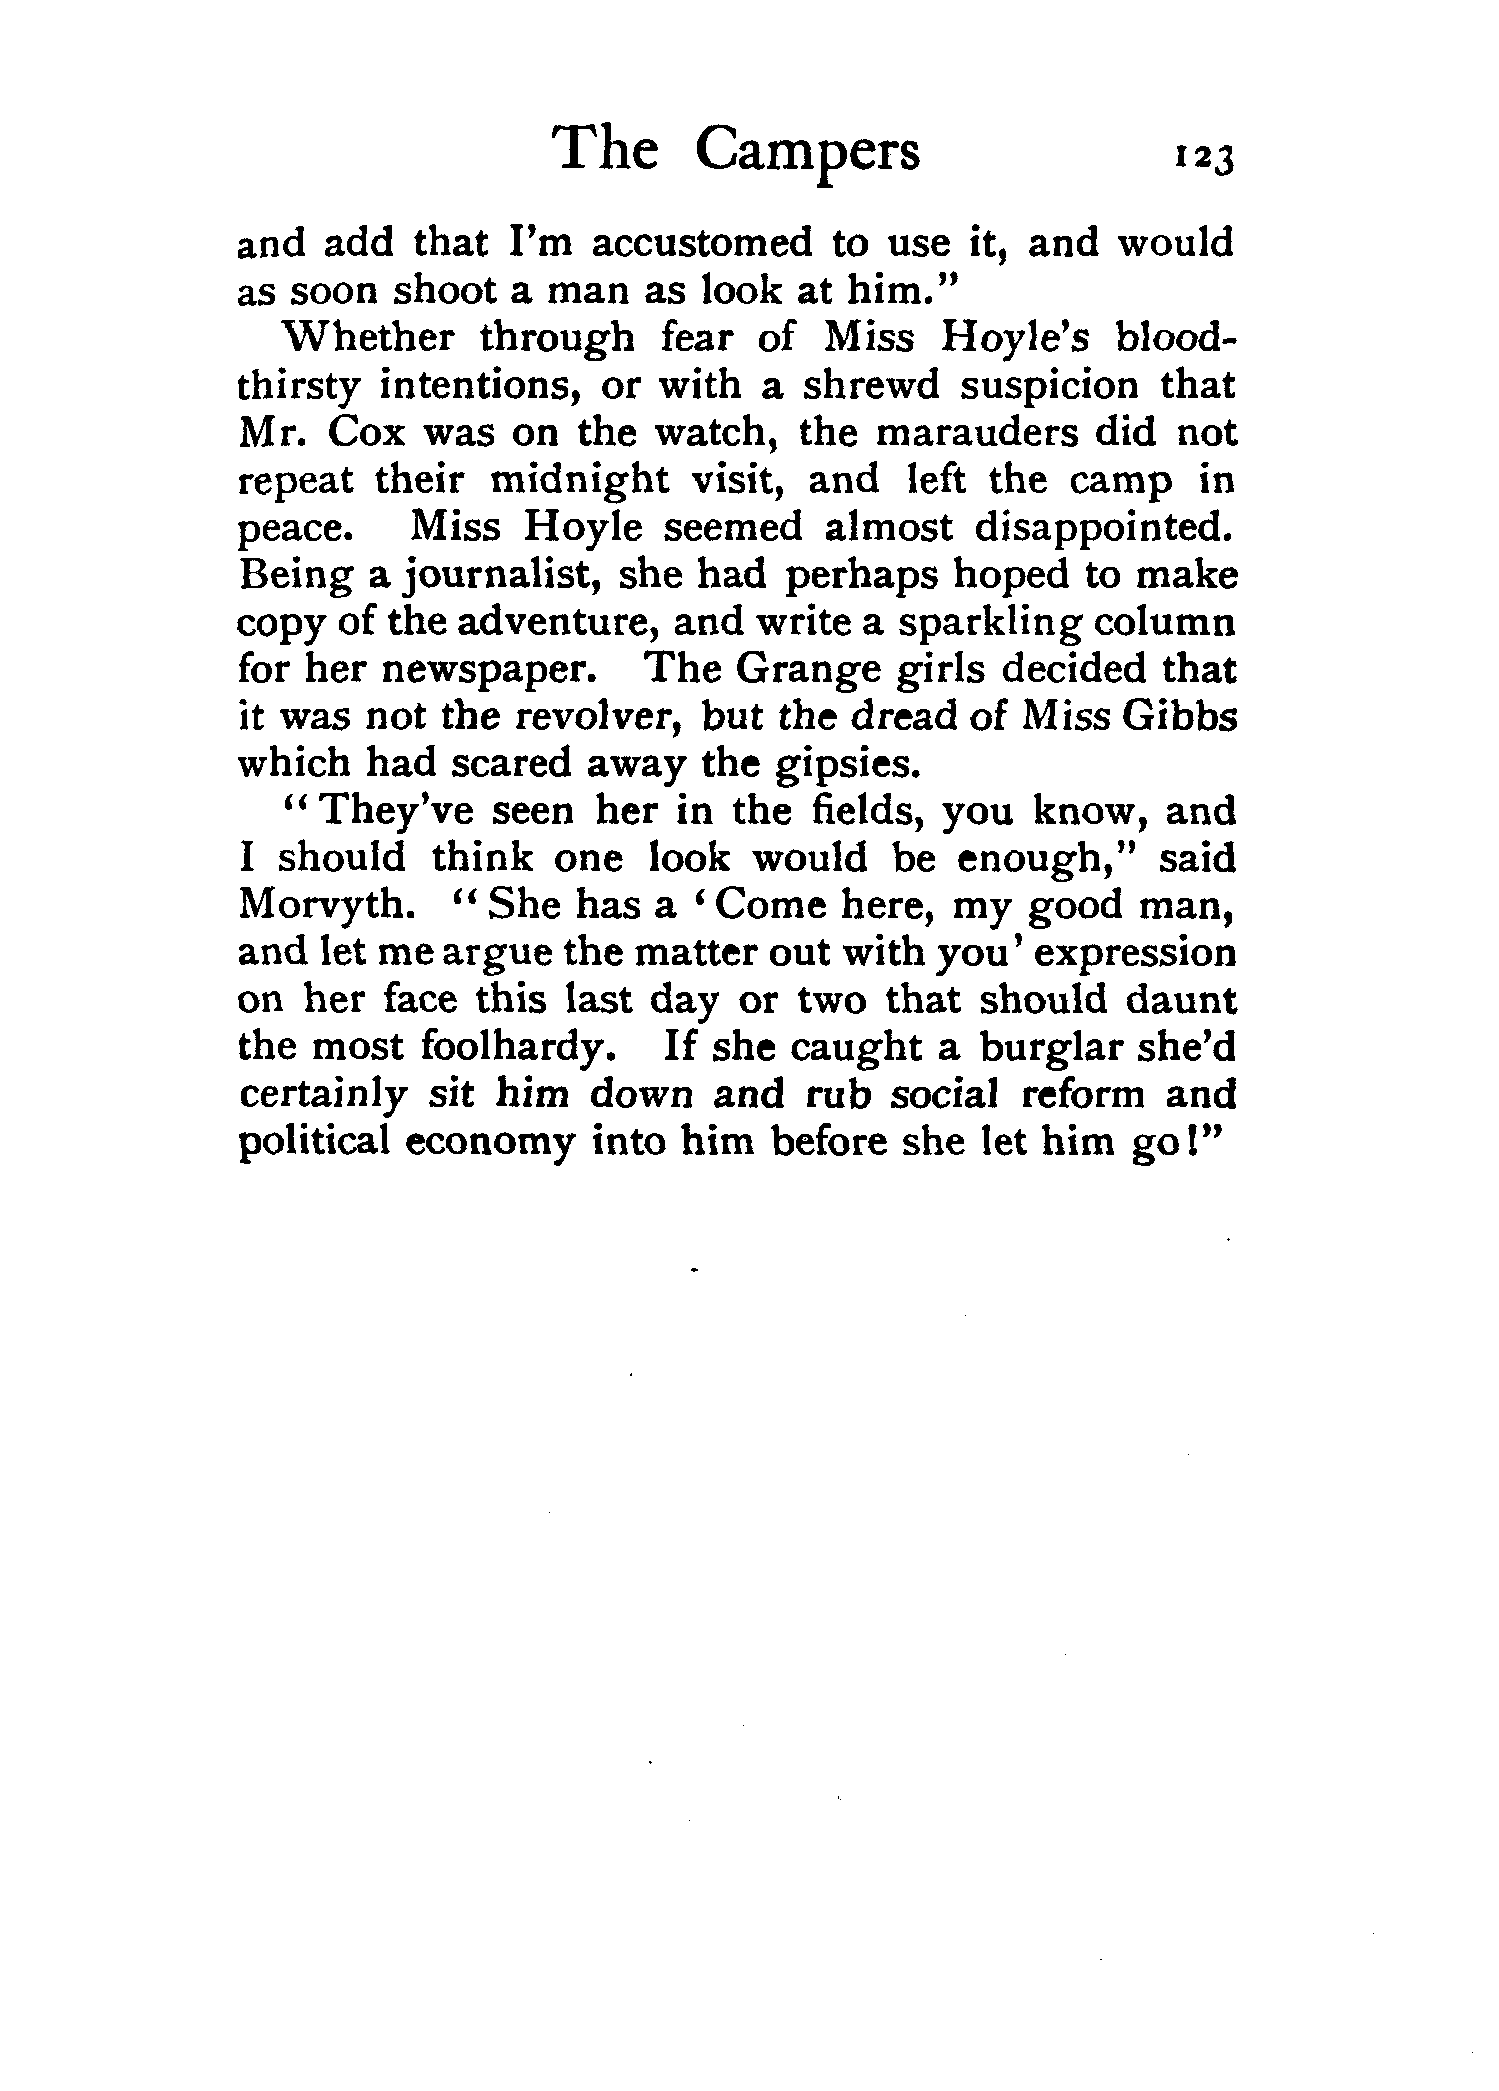 The Campers 123
and add that I'm accustomed to use it, and would
as soon shoot a man as look at him."
Whether through fear of Miss Hoyle's blood-
thirsty intentions, or with a shrewd suspicion that
Mr. Cox was on the watch, the marauders did not
repeat their midnight visit, and left the camp in
peace. Miss Hoyle seemed almost disappointed.
Being a journalist, she had perhaps hoped to make
copy of the adventure, and write a sparkling column
for her newspaper. The Grange girls decided that
it was not the revolver, but the dread of Miss Gibbs
which had scared away the gipsies.
"They've seen her in the fields, you know, and
I should think one look would be enough," said
Morvyth. "She has a 'Come here, my good man,
and let me argue the matter out with you' expression
on her face this last day or two that should daunt
the most foolhardy. If she caught a burglar she'd
certainly sit him down and rub social reform and
political economy into him before she let him go!"